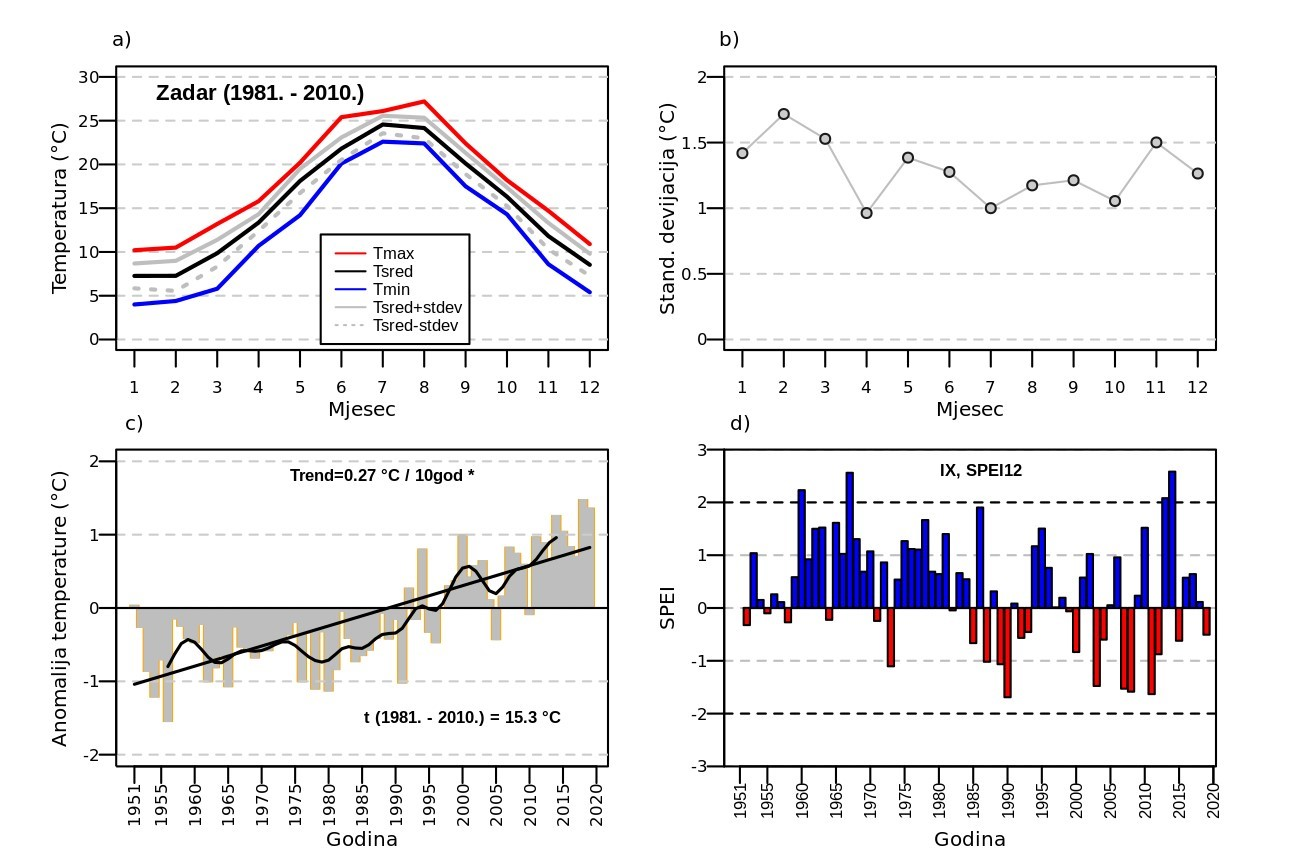 a)
Zadar (1981. - 2010.)
Temperatura (°C)
30
25
20
15
10
5
0
Tmax
Tsred
Tmin
Tsred+stdev
Tsred-stdev
1 2 3 4 5 6 7 8 9 10 11 12
Mjesec
b)
Stand. devijacija (°C)
2
1.5
1
0.5
0
1 2 3 4 5 6 7 8 9 10 11 12
Mjesec
c)
Trend=0.27 °C / 10god *
Anomalija temperature (°C)
2
1
0
-1
-2
t (1981. - 2010.) = 15.3 °C
1951 1955 1960 1965 1970 1975 1980 1985 1990 1995 2000 2005 2010 2015 2020
Godina
d)
IX, SPEI12
SPEI
3
2
1
0
-1
-2
-3
1951 1955 1960 1965 1970 1975 1980 1985 1990 1995 2000 2005 2010 2015 2020
Godina